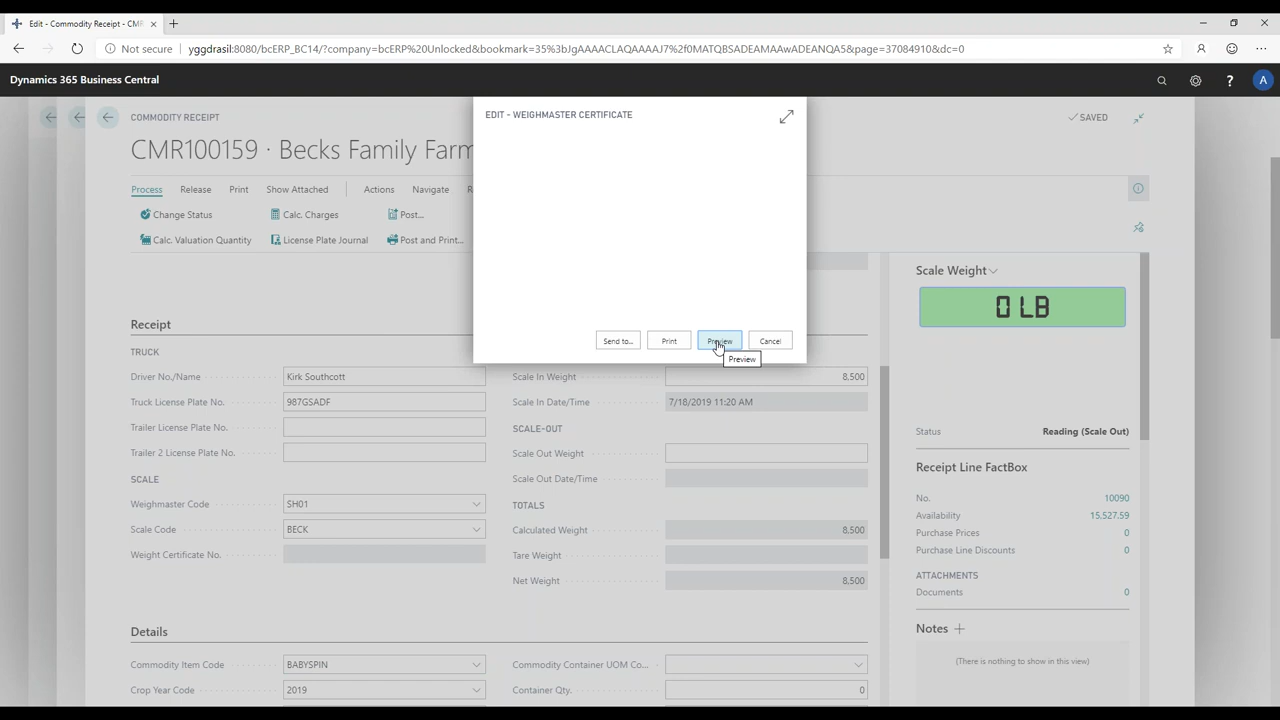 Edit - Commodity Receipt - CMR
Not secure
yggdrasil:8080/bcERP_BC14/?company=bcERP%20Unlocked&bookmark=35%3bJgAAAACLAQAAAAJ7%2f0MATQBSADEAMAAwADEANQA5&page=37084910&dc=0
Dynamics 365 Business Central
A
COMMODITY RECEIPT
SAVED
CMR100159 · Becks Family Farm
EDIT - WEIGHMASTER CERTIFICATE
Process
Release
Print
Show Attached
Actions
Navigate
Change Status
Calc. Charges
Post...
Calc. Valuation Quantity
License Plate Journal
Post and Print...
Send to...
Print
Preview
Cancel
Preview
Receipt
TRUCK
Driver No./Name
Kirk Southcott
Scale In Weight
8.500
Truck License Plate No.
987GSADF
Scale In Date/Time
7/18/2019 11:20 AM
Trailer License Plate No.
SCALE-OUT
Trailer 2 License Plate No.
Scale Out Weight
SCALE
Scale Out Date/Time
Weighmaster Code
SH01
TOTALS
Scale Code
BECK
Calculated Weight
8,500
Weight Certificate No.
Tare Weight
Net Weight
8,500
Details
Commodity Item Code
BABYSPIN
Commodity Container UOM Co...
Crop Year Code
2019
Container Qty.
0
Scale Weight
0 LB
Status
Reading (Scale Out)
Receipt Line FactBox
No.
10090
Availability
15,527.59
Purchase Prices
0
Purchase Line Discounts
0
ATTACHMENTS
Documents
0
Notes
(There is nothing to show in this view)